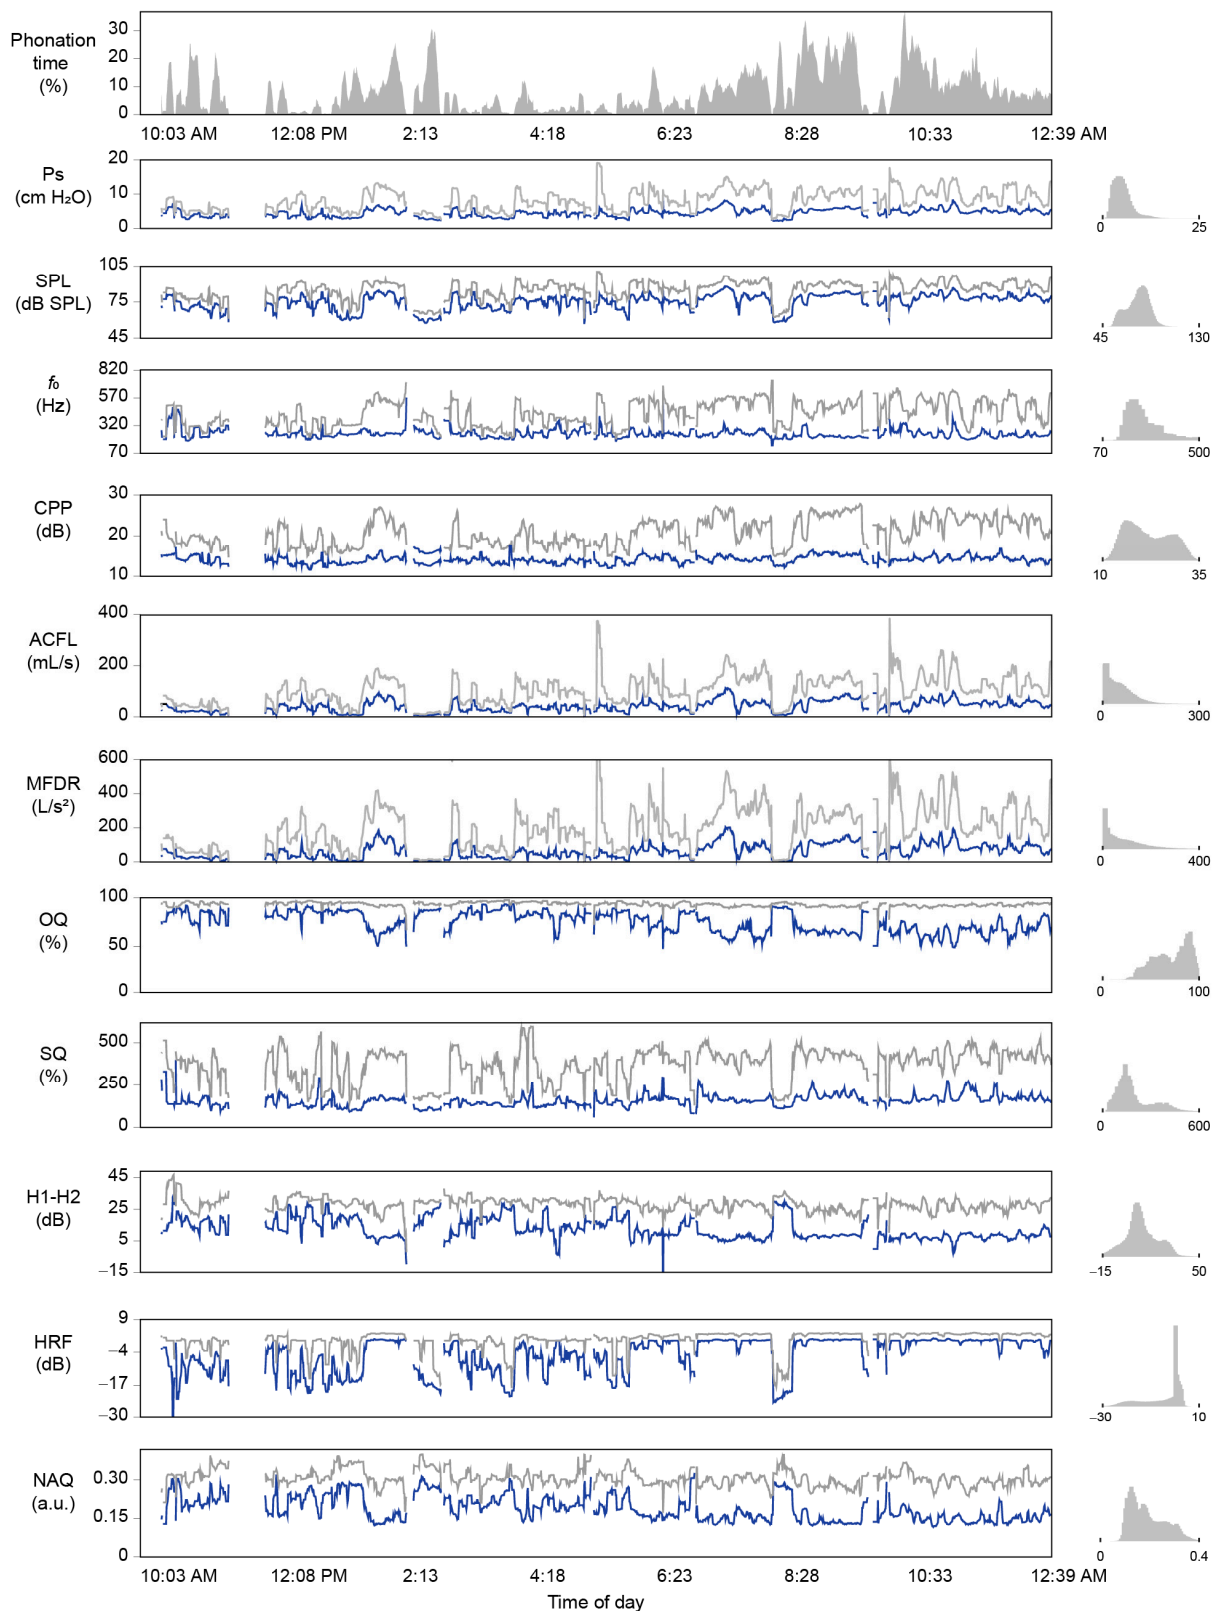 Phonation
time
(%)
30
20
10
0
10:03 AM 12:08 PM 2:13 4:18 6:23 8:28 10:33 12:39 AM
Ps
(cm H₂O)
20
10
0
0 25
SPL
(dB SPL)
105
75
45
45 130
f₀
(Hz)
820
570
320
70
70 500
CPP
(dB)
30
20
10
10 35
ACFL
(mL/s)
400
200
0
0 300
MFDR
(L/s²)
600
400
200
0
0 400
OQ
(%)
100
50
0
0 100
SQ
(%)
500
250
0
0 600
H1-H2
(dB)
45
25
5
−15
−15 50
HRF
(dB)
9
−4
−17
−30
−30 10
NAQ
(a.u.)
0.30
0.15
0
0 0.4
10:03 AM 12:08 PM 2:13 4:18 6:23 8:28 10:33 12:39 AM
Time of day